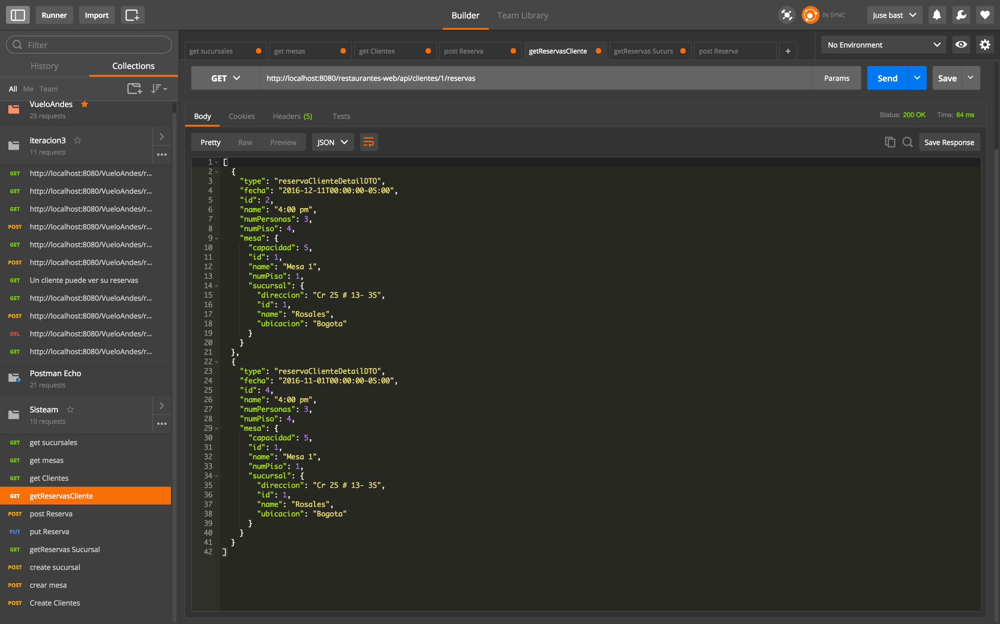 Runner
Import
Builder
Team Library
IN SYNC
Juse bast
Filter
History
Collections
All
Me
Team
VueloAndes
25 requests
iteracion3
11 requests
GET http://localhost:8080/VueloAndes/r...
GET http://localhost:8080/VueloAndes/r...
GET http://localhost:8080/VueloAndes/r...
POST http://localhost:8080/VueloAndes/r...
GET http://localhost:8080/VueloAndes/r...
POST http://localhost:8080/VueloAndes/r...
GET Un cliente puede ver su reservas
GET http://localhost:8080/VueloAndes/r...
POST http://localhost:8080/VueloAndes/r...
DEL http://localhost:8080/VueloAndes/r...
GET http://localhost:8080/VueloAndes/r...
Postman Echo
21 requests
Sisteam
10 requests
GET get sucursales
GET get mesas
GET get Clientes
GET getReservasCliente
POST post Reserva
PUT put Reserva
GET getReservas Sucursal
POST create sucursal
POST crear mesa
POST Create Clientes
get sucursales
get mesas
get Clientes
post Reserva
getReservasCliente
getReservas Sucurs
post Reserva
+
No Environment
GET
http://localhost:8080/restaurantes-web/api/clientes/1/reservas
Params
Send
Save
Body
Cookies
Headers (5)
Tests
Status: 200 OK
Time: 64 ms
Pretty
Raw
Preview
JSON
Save Response
1 [
2 {
3 "type": "reservaClienteDetailDTO",
4 "fecha": "2016-12-11T00:00:00-05:00",
5 "id": 2,
6 "name": "4:00 pm",
7 "numPersonas": 3,
8 "numPiso": 4,
9 "mesa": {
10 "capacidad": 5,
11 "id": 1,
12 "name": "Mesa 1",
13 "numPiso": 1,
14 "sucursal": {
15 "direccion": "Cr 25 # 13- 35",
16 "id": 1,
17 "name": "Rosales",
18 "ubicacion": "Bogota"
19 }
20 }
21 },
22 {
23 "type": "reservaClienteDetailDTO",
24 "fecha": "2016-11-01T00:00:00-05:00",
25 "id": 4,
26 "name": "4:00 pm",
27 "numPersonas": 3,
28 "numPiso": 4,
29 "mesa": {
30 "capacidad": 5,
31 "id": 1,
32 "name": "Mesa 1",
33 "numPiso": 1,
34 "sucursal": {
35 "direccion": "Cr 25 # 13- 35",
36 "id": 1,
37 "name": "Rosales",
38 "ubicacion": "Bogota"
39 }
40 }
41 }
42 ]